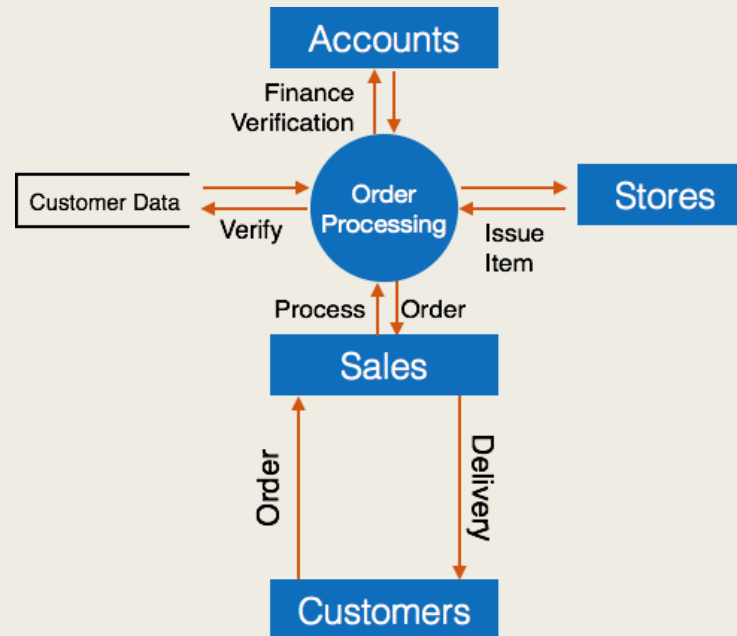 Accounts
Finance
Verification
Customer Data
Order
Processing
Stores
Verify
Issue
Item
Process
Order
Sales
Order
Delivery
Customers